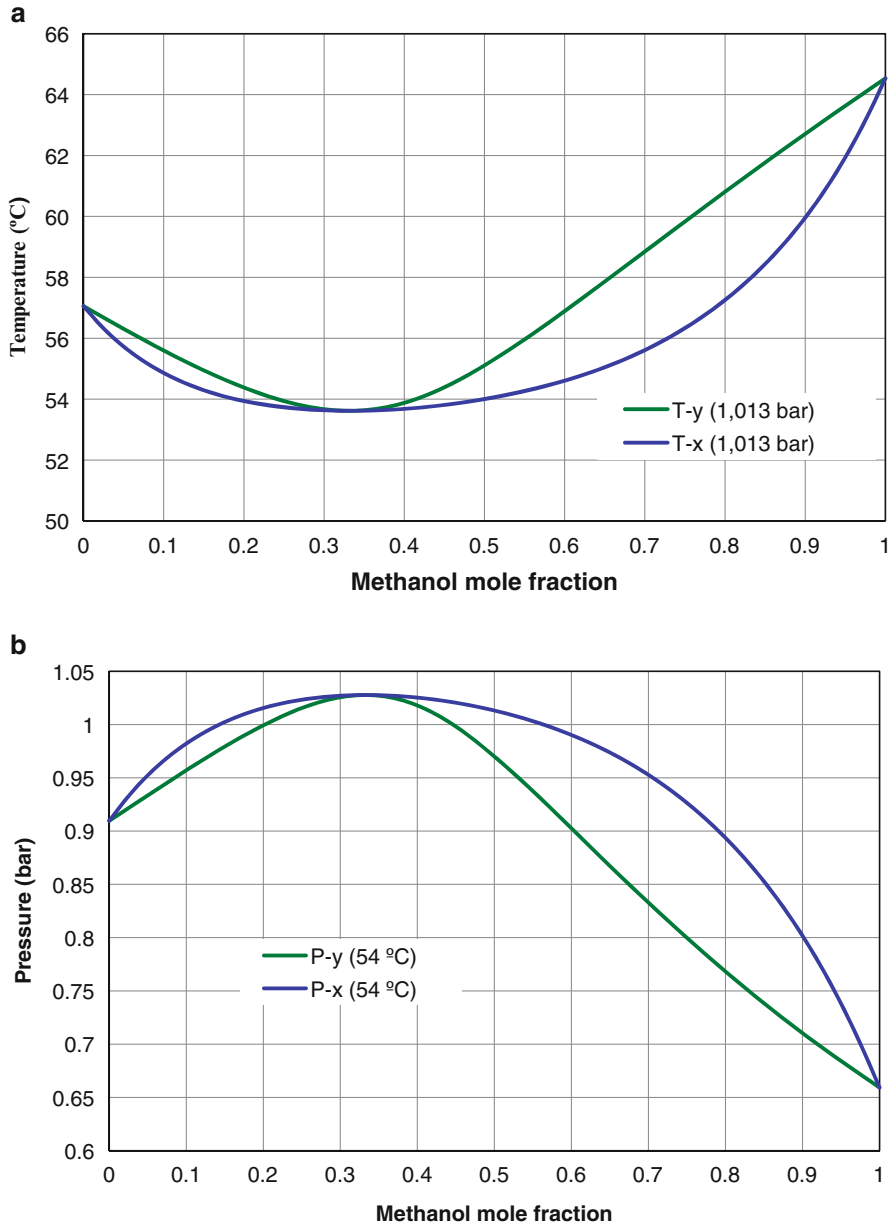 a
66
64
62
60
58
56
54
52
50
Temperature (ºC)
T-y (1,013 bar)
T-x (1,013 bar)
0 0.1 0.2 0.3 0.4 0.5 0.6 0.7 0.8 0.9 1
Methanol mole fraction
b
1.05
1
0.95
0.9
0.85
0.8
0.75
0.7
0.65
0.6
Pressure (bar)
P-y (54 ºC)
P-x (54 ºC)
0 0.1 0.2 0.3 0.4 0.5 0.6 0.7 0.8 0.9 1
Methanol mole fraction